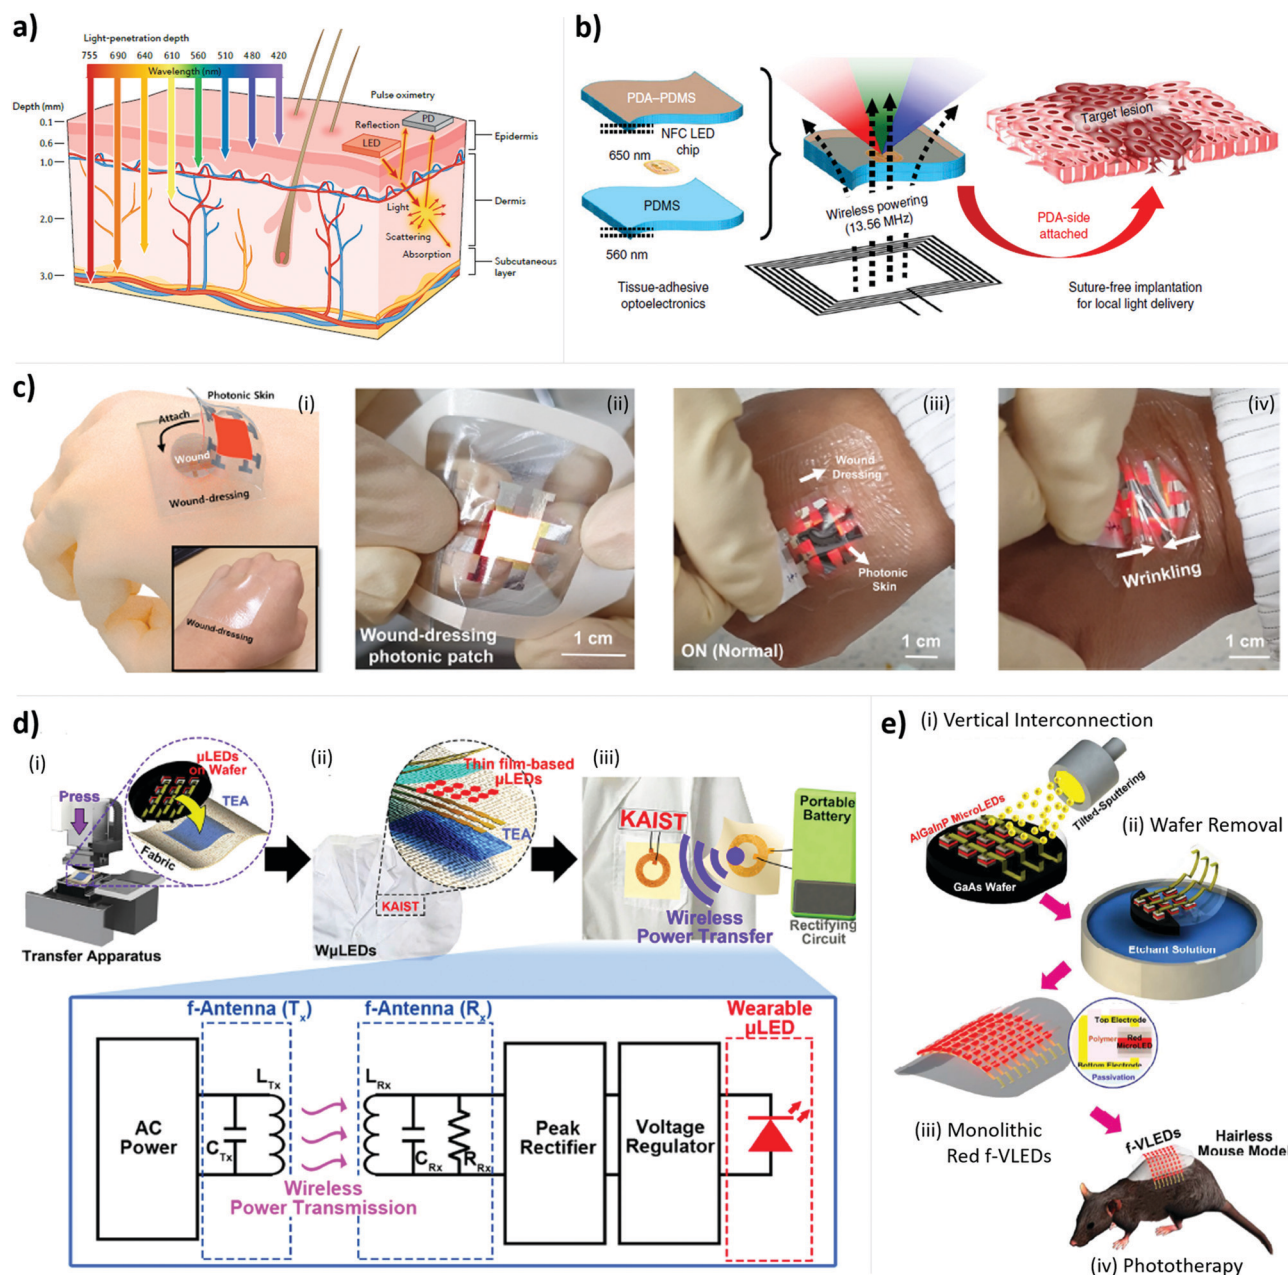 a)
Light-penetration depth
755 690 640 610 560 510 480 420
Wavelength (nm)
Depth (mm)
0.1
0.6
1.0
2.0
3.0
Pulse oximetry
PD
Reflection
LED
Light
Scattering
Absorption
Epidermis
Dermis
Subcutaneous
layer
b)
PDA–PDMS
NFC LED
chip
650 nm
PDMS
560 nm
Tissue-adhesive
optoelectronics
Wireless powering
(13.56 MHz)
Target lesion
PDA-side
attached
Suture-free implantation
for local light delivery
c)
(i)
Photonic Skin
Attach
Wound
Wound-dressing
Wound-dressing
(ii)
Wound-dressing
photonic patch
1 cm
(iii)
Wound
Dressing
Photonic
Skin
ON (Normal)
1 cm
(iv)
Wrinkling
1 cm
d)
(i)
μLEDs
on Wafer
Press
TEA
Fabric
Transfer Apparatus
(ii)
Thin film-based
μLEDs
TEA
KAIST
WμLEDs
(iii)
KAIST
Portable
Battery
Wireless
Power Transfer
Rectifying
Circuit
f-Antenna (Tx)
f-Antenna (Rx)
Wearable
μLED
AC
Power
LTx
CTx
LRx
CRx
RRx
Wireless
Power Transmission
Peak
Rectifier
Voltage
Regulator
e)
(i) Vertical Interconnection
AlGaInP MicroLEDs
Tilted-Sputtering
GaAs Wafer
(ii) Wafer Removal
Etchant Solution
Top Electrode
Polymer
Red
MicroLED
Bottom Electrode
Passivation
(iii) Monolithic
Red f-VLEDs
f-VLEDs
Hairless
Mouse Model
(iv) Phototherapy